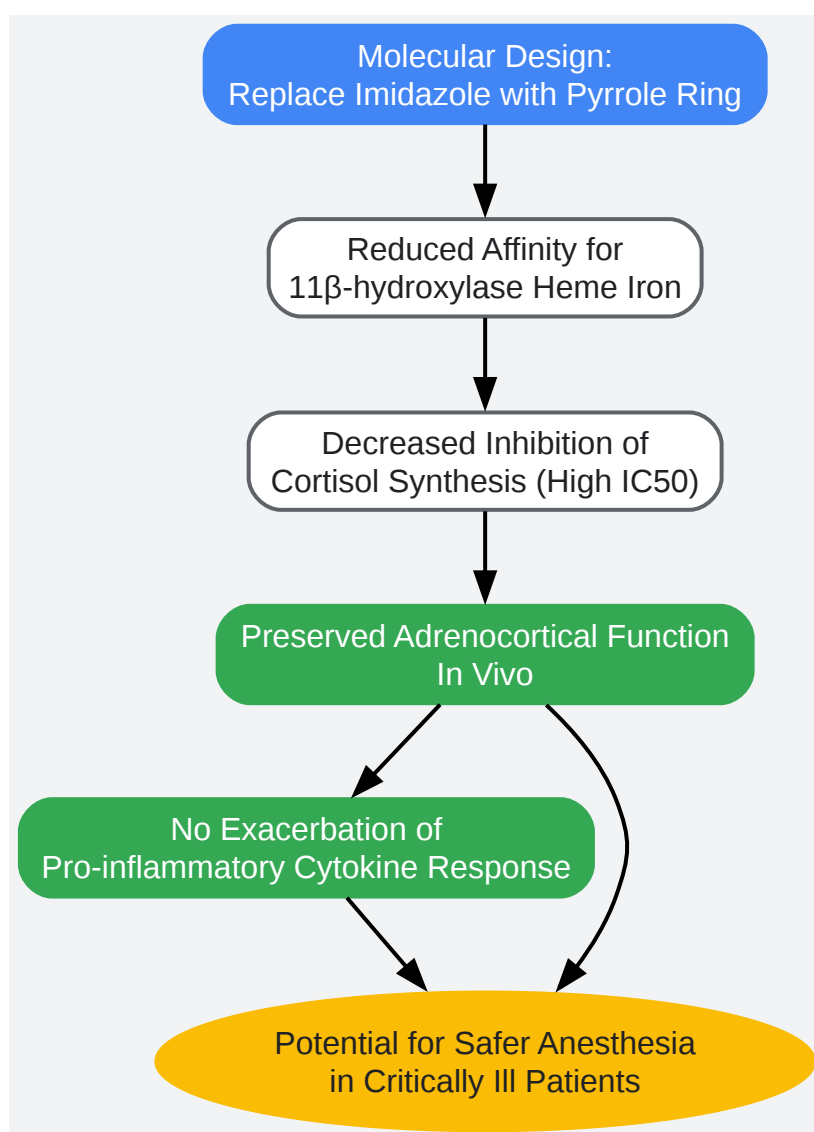 Molecular Design:
Replace Imidazole with Pyrrole Ring
Reduced Affinity for
11β-hydroxylase Heme Iron
Decreased Inhibition of
Cortisol Synthesis (High IC50)
Preserved Adrenocortical Function
In Vivo
No Exacerbation of
Pro-inflammatory Cytokine Response
Potential for Safer Anesthesia
in Critically Ill Patients